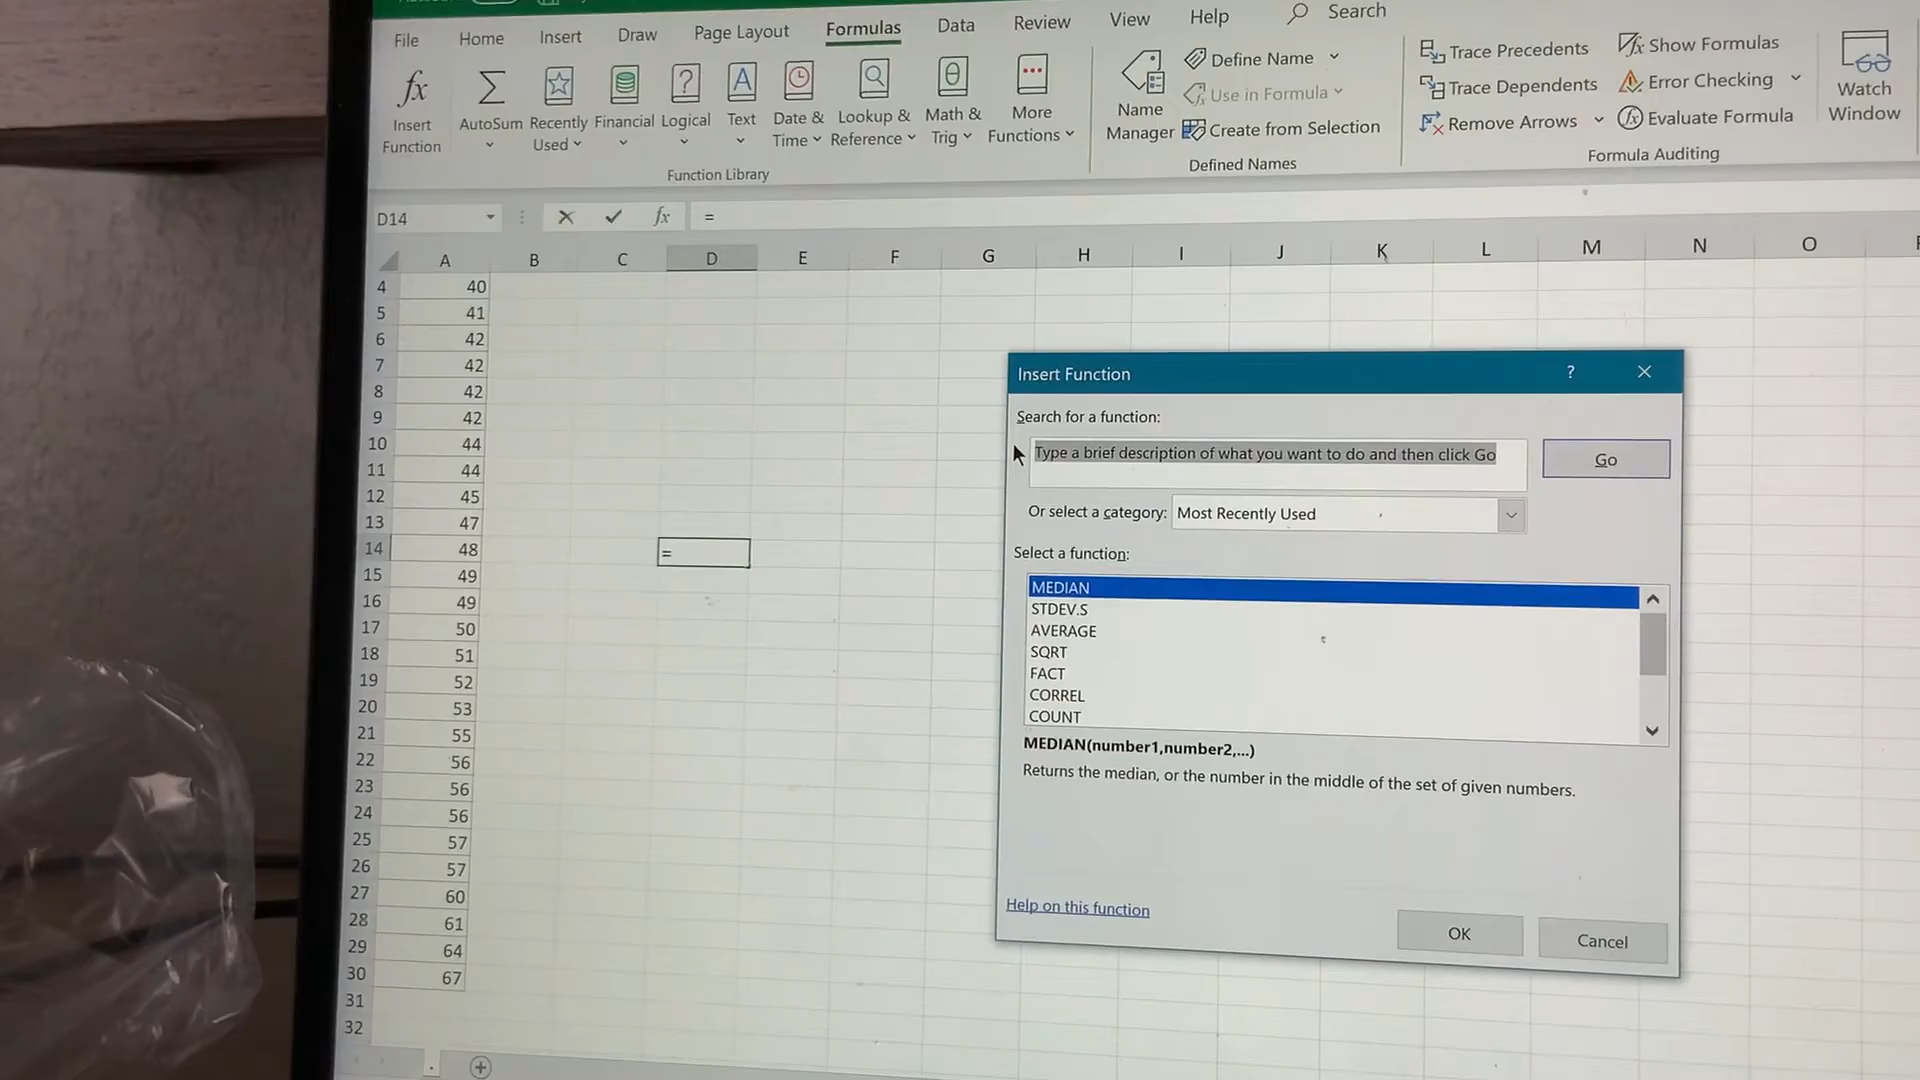 File Home Insert Draw Page Layout Formulas Data Review View Help Search
Insert Function
AutoSum
Recently Used
Financial
Logical
Text
Date & Time
Lookup & Reference
Math & Trig
More Functions
Function Library
Name Manager
Define Name
Use in Formula
Create from Selection
Defined Names
Trace Precedents
Trace Dependents
Remove Arrows
Show Formulas
Error Checking
Evaluate Formula
Formula Auditing
Watch Window
D14 fx =
A B C D E F G H I J K L M N O
4 40
5 41
6 42
7 42
8 42
9 42
10 44
11 44
12 45
13 47
14 48 =
15 49
16 49
17 50
18 51
19 52
20 53
21 55
22 56
23 56
24 56
25 57
26 57
27 60
28 61
29 64
30 67
31
32
Insert Function ?
Search for a function:
Type a brief description of what you want to do and then click Go
Go
Or select a category: Most Recently Used
Select a function:
MEDIAN
STDEV.S
AVERAGE
SQRT
FACT
CORREL
COUNT
MEDIAN(number1,number2,...)
Returns the median, or the number in the middle of the set of given numbers.
Help on this function
OK Cancel